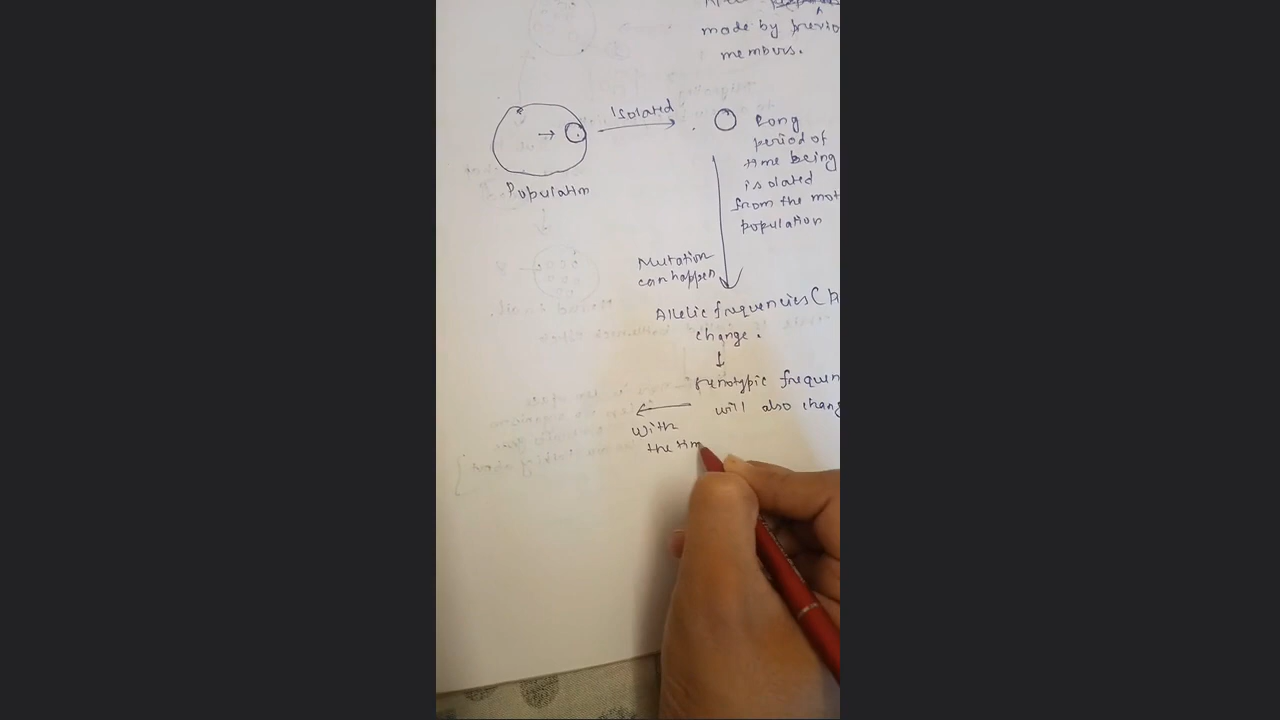 made by previo
members.
Isolated
Population
Long
period of
time being
isolated
from the mot
population
Mutation
can happen
Allelic frequencies (
change.
Genotypic frequen
will also chang
With
the tim